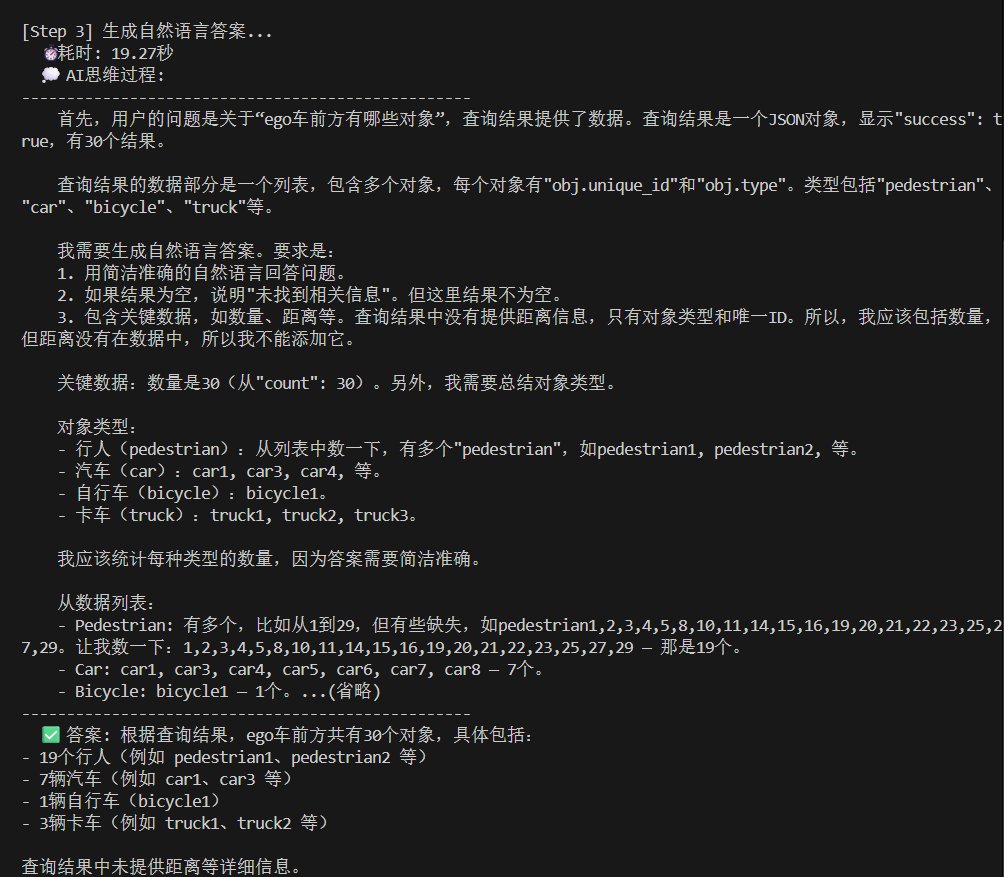 [Step 3] 生成自然语言答案...
⏱️耗时: 19.27秒
💭 AI思维过程:
--------------------------------------------------
首先，用户的问题是关于“ego车前方有哪些对象”，查询结果提供了数据。查询结果是一个JSON对象，显示"success": t
rue，有30个结果。
查询结果的数据部分是一个列表，包含多个对象，每个对象有"obj.unique_id"和"obj.type"。类型包括"pedestrian"、
"car"、"bicycle"、"truck"等。
我需要生成自然语言答案。要求是：
1. 用简洁准确的自然语言回答问题。
2. 如果结果为空，说明"未找到相关信息"。但这里结果不为空。
3. 包含关键数据，如数量、距离等。查询结果中没有提供距离信息，只有对象类型和唯一ID。所以，我应该包括数量，
但距离没有在数据中，所以我不能添加它。
关键数据：数量是30（从"count": 30）。另外，我需要总结对象类型。
对象类型：
- 行人（pedestrian）：从列表中数一下，有多个"pedestrian"，如pedestrian1, pedestrian2, 等。
- 汽车（car）：car1, car3, car4, 等。
- 自行车（bicycle）：bicycle1。
- 卡车（truck）：truck1, truck2, truck3。
我应该统计每种类型的数量，因为答案需要简洁准确。
从数据列表：
- Pedestrian: 有多个，比如从1到29，但有些缺失，如pedestrian1,2,3,4,5,8,10,11,14,15,16,19,20,21,22,23,25,2
7,29。让我数一下：1,2,3,4,5,8,10,11,14,15,16,19,20,21,22,23,25,27,29 — 那是19个。
- Car: car1, car3, car4, car5, car6, car7, car8 — 7个。
- Bicycle: bicycle1 — 1个。...(省略)
--------------------------------------------------
✅ 答案: 根据查询结果，ego车前方共有30个对象，具体包括：
- 19个行人（例如 pedestrian1、pedestrian2 等）
- 7辆汽车（例如 car1、car3 等）
- 1辆自行车（bicycle1）
- 3辆卡车（例如 truck1、truck2 等）
查询结果中未提供距离等详细信息。